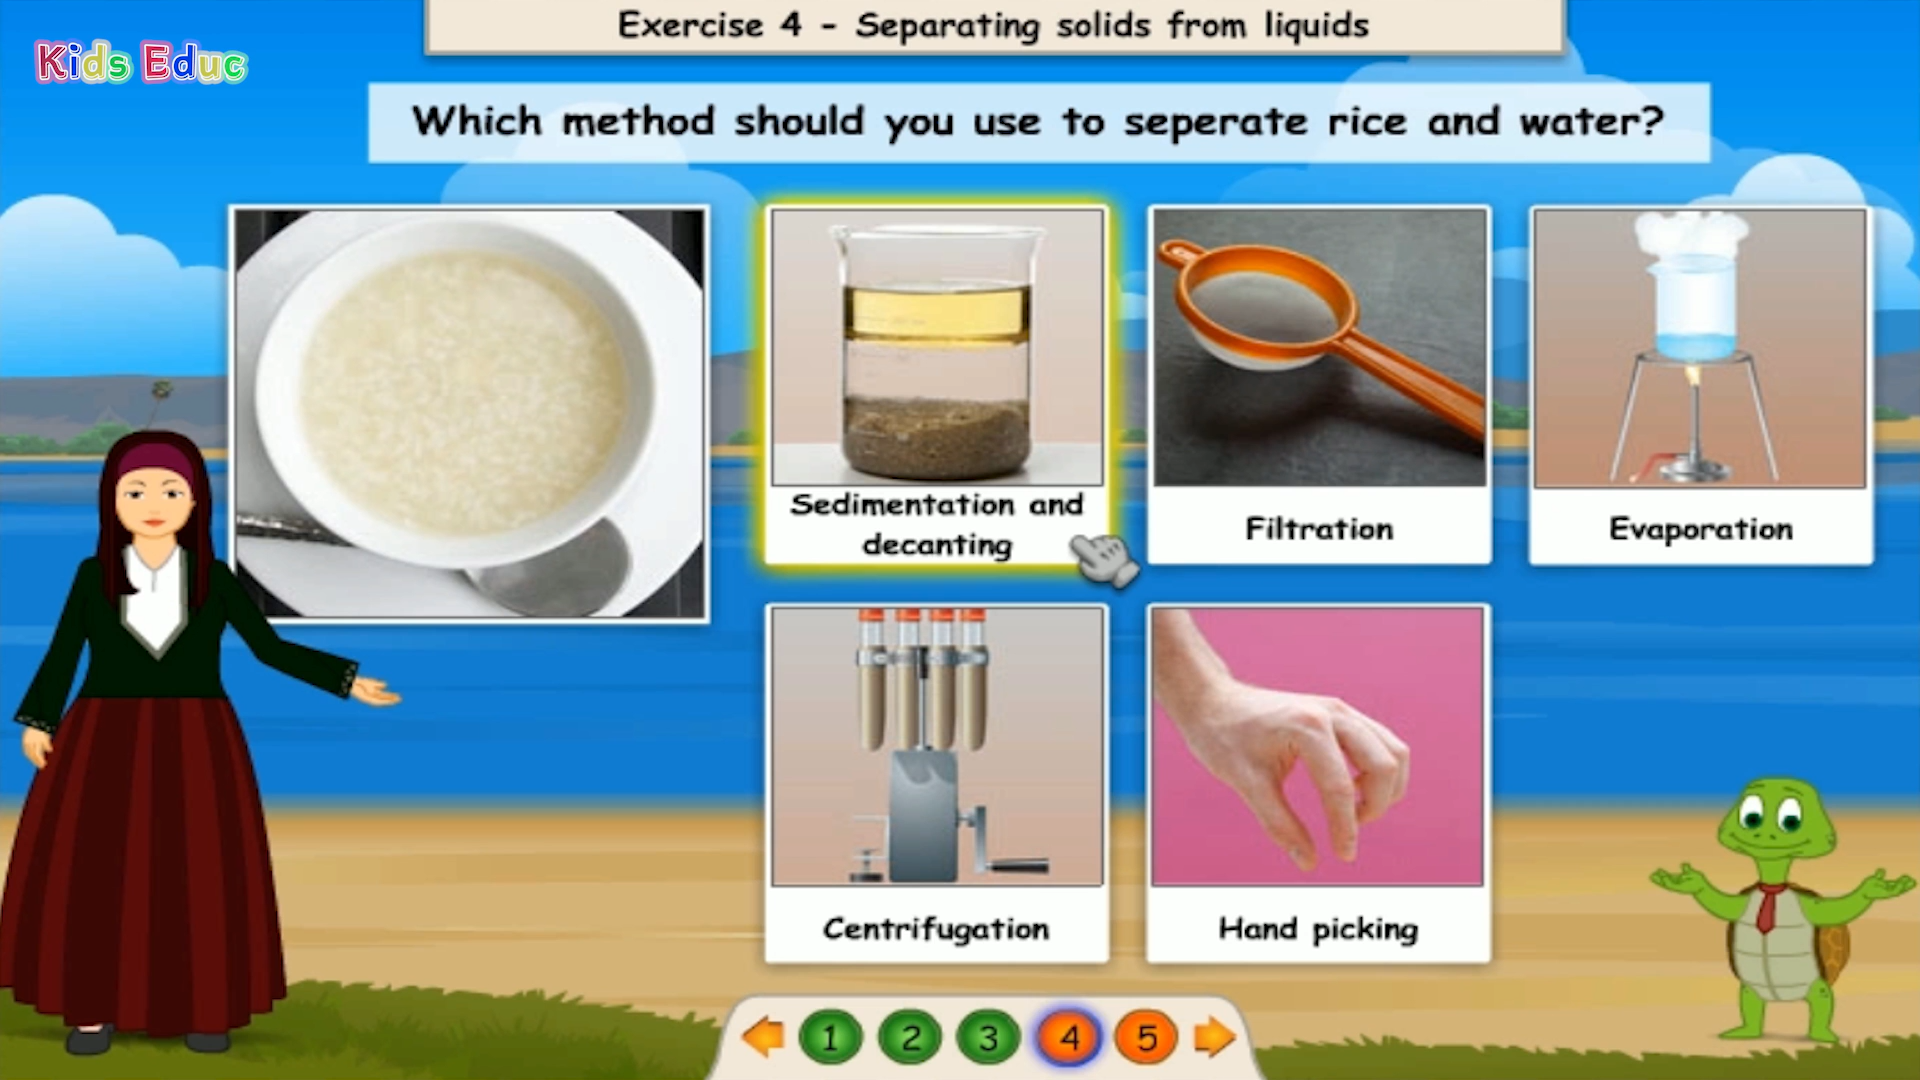 Exercise 4 - Separating solids from liquids
Kids Educ
Which method should you use to seperate rice and water?
Sedimentation and
decanting
Filtration
Evaporation
Centrifugation
Hand picking
1 2 3 4 5